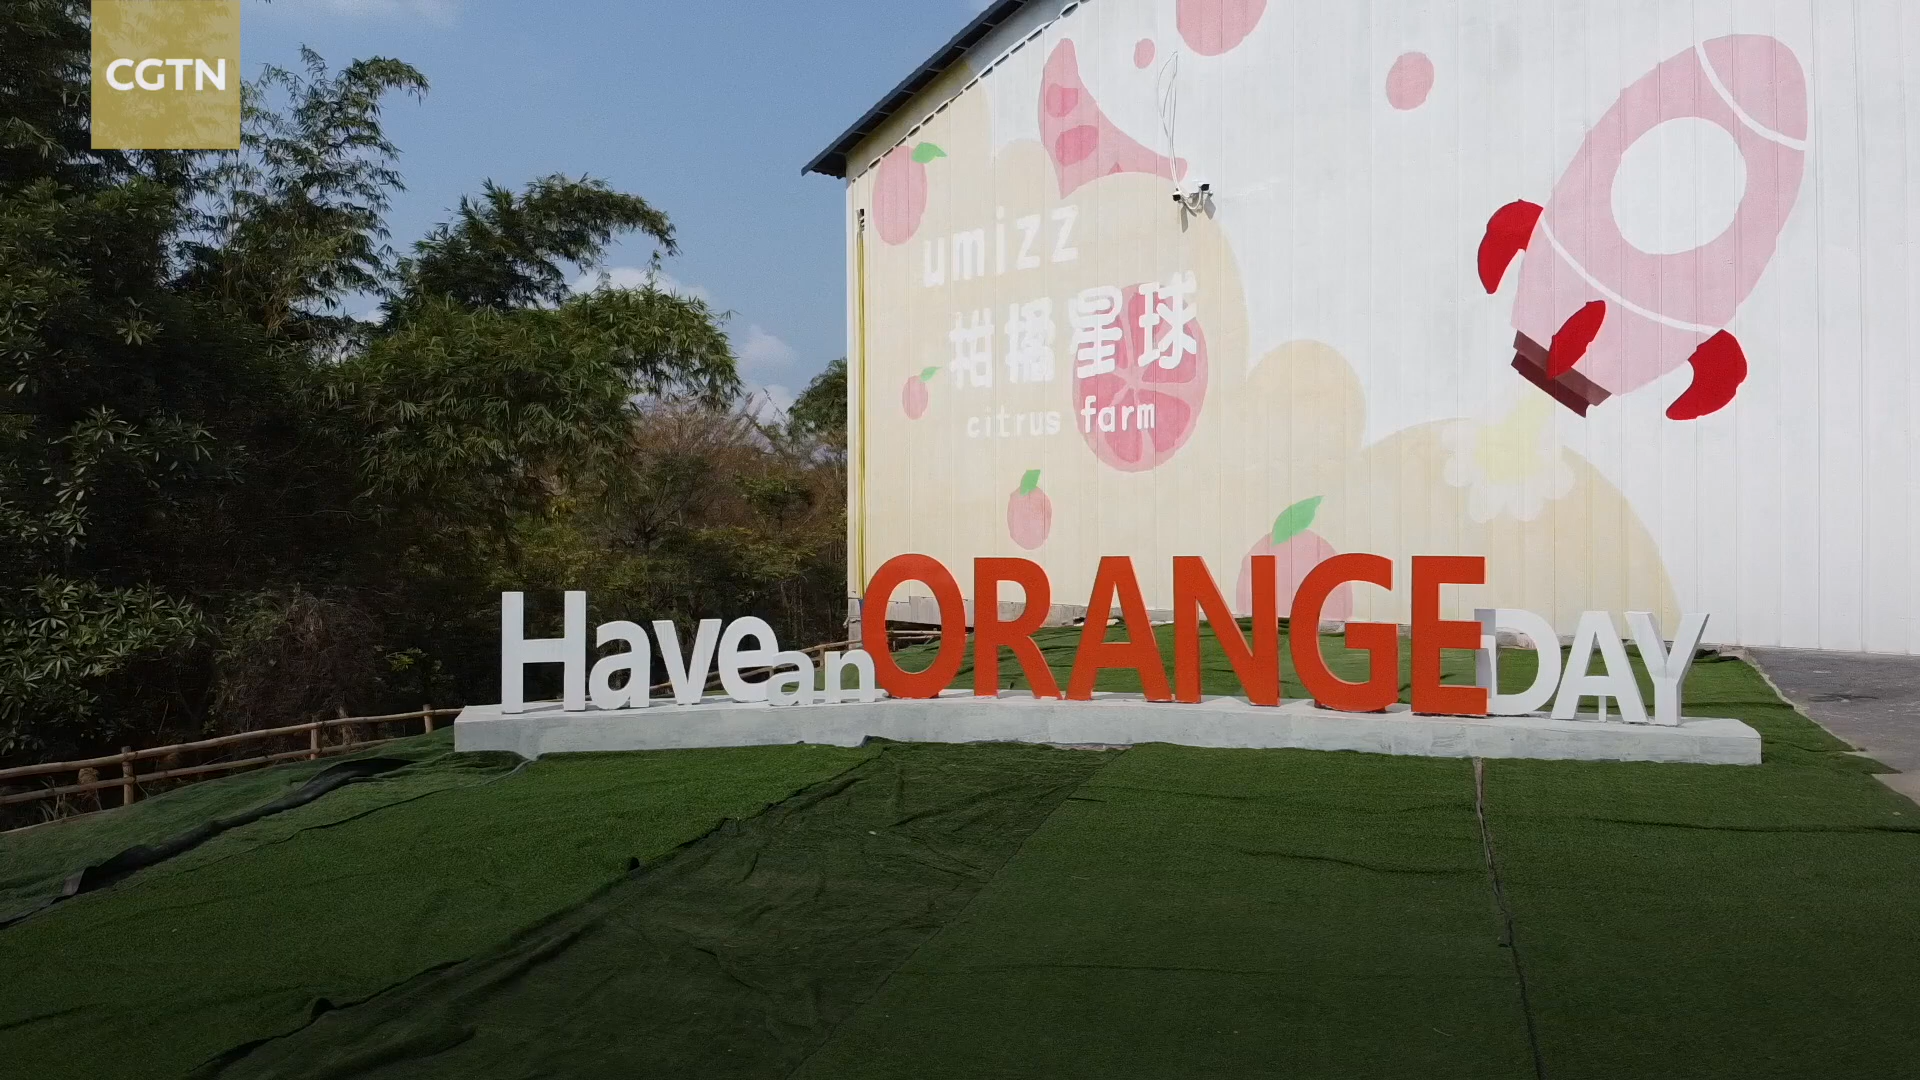 CGTN
umizz
柑橘星球
citrus farm
Have an ORANGE DAY